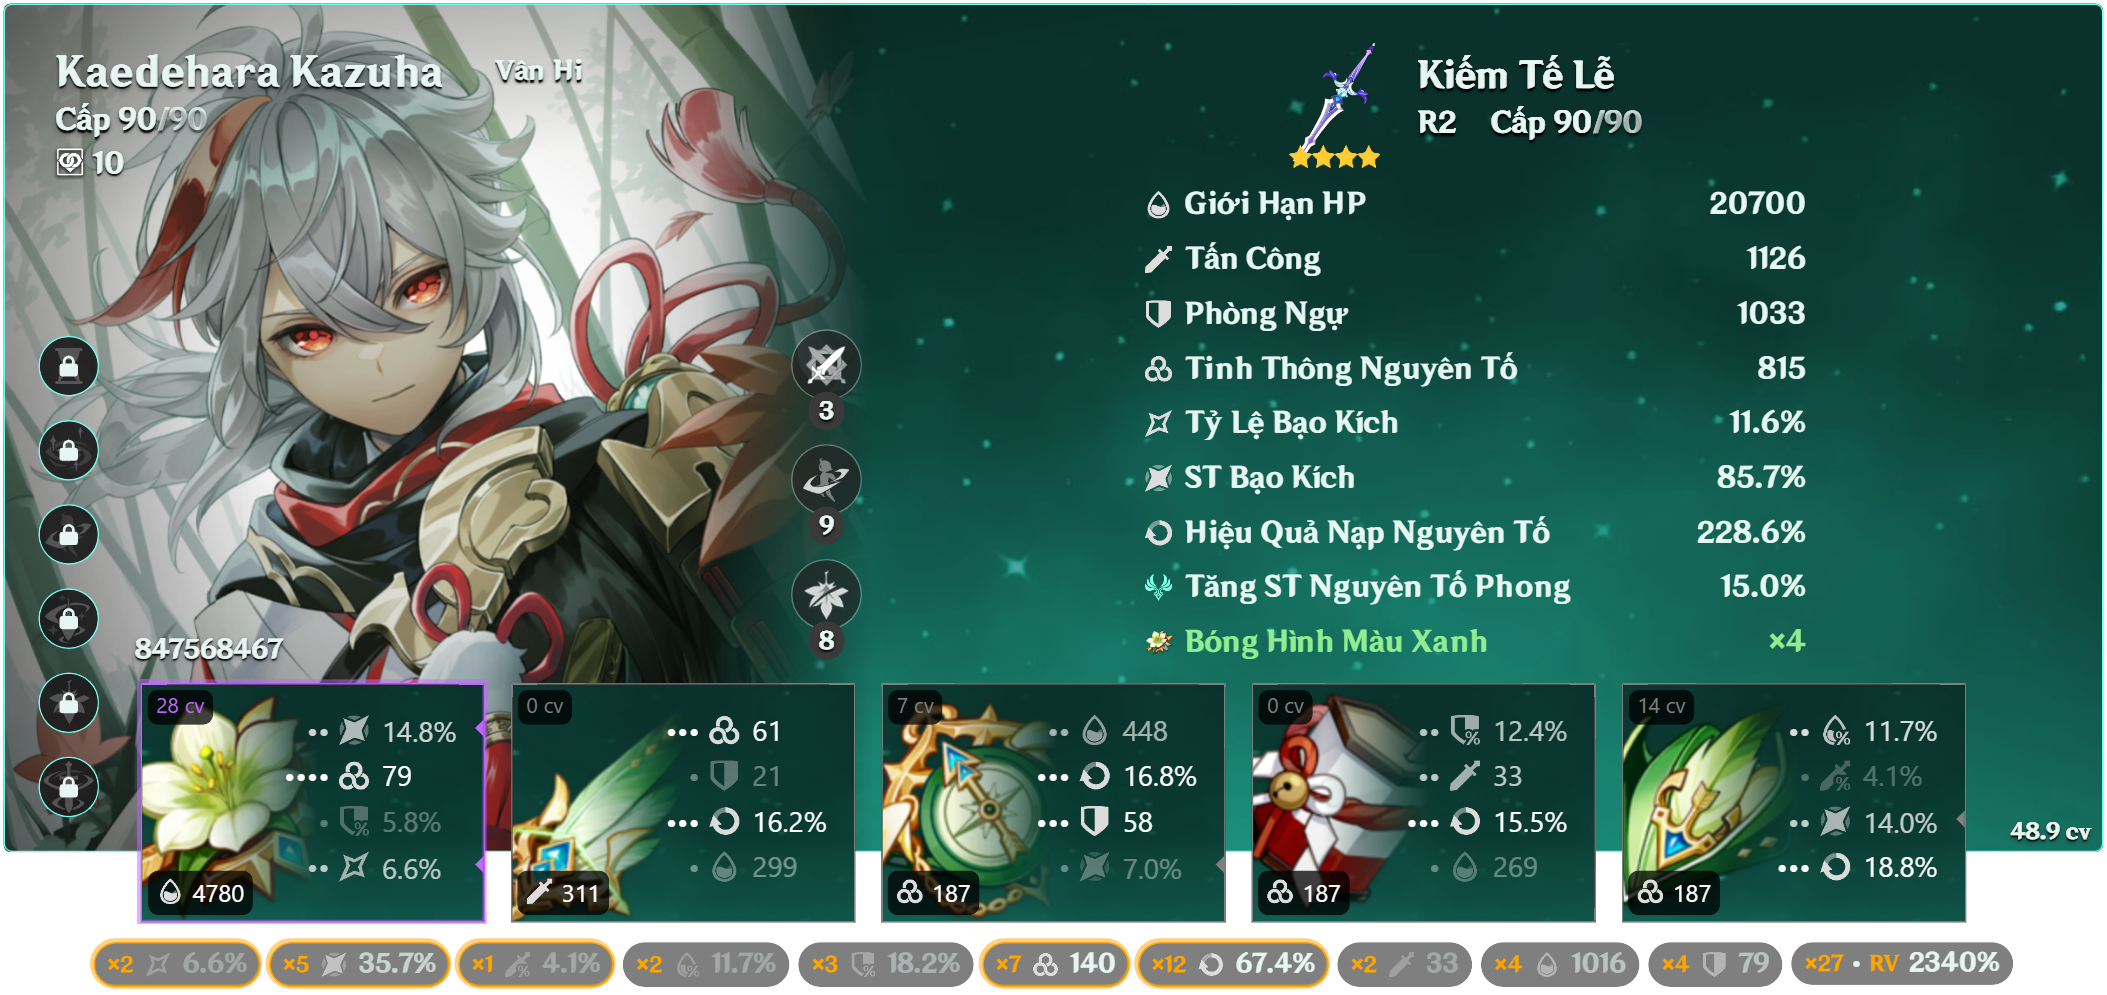 Kaedehara Kazuha
Vân Hi
Cấp 90/90
10
Kiếm Tế Lễ
R2 Cấp 90/90
Giới Hạn HP 20700
Tấn Công 1126
Phòng Ngự 1033
Tinh Thông Nguyên Tố 815
Tỷ Lệ Bạo Kích 11.6%
ST Bạo Kích 85.7%
Hiệu Quả Nạp Nguyên Tố 228.6%
Tăng ST Nguyên Tố Phong 15.0%
Bóng Hình Màu Xanh ×4
3
9
8
847568467
28 cv
14.8%
79
5.8%
6.6%
4780
0 cv
61
21
16.2%
299
311
7 cv
448
16.8%
58
7.0%
187
0 cv
12.4%
33
15.5%
269
187
14 cv
11.7%
4.1%
14.0%
18.8%
187
48.9 cv
×2 6.6% ×5 35.7% ×1 4.1% ×2 11.7% ×3 18.2% ×7 140 ×12 67.4% ×2 33 ×4 1016 ×4 79 ×27 • RV 2340%